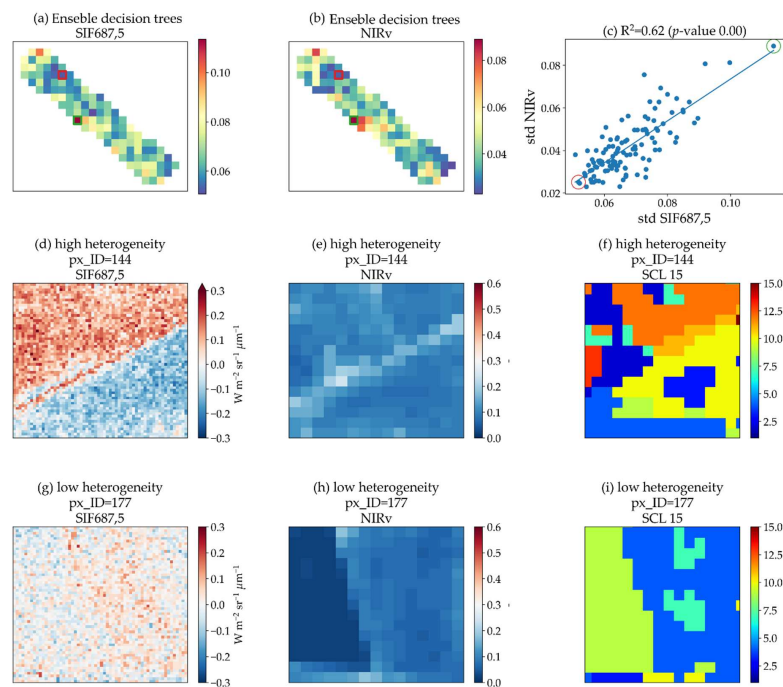 (a) Enseble decision trees
SIF687,5
0.10
0.08
0.06
(b) Enseble decision trees
NIRv
0.08
0.06
0.04
(c) R²=0.62 (p-value 0.00)
std NIRv
0.08
0.06
0.04
0.02
0.06
0.08
0.10
std SIF687,5
(d) high heterogeneity
px_ID=144
SIF687,5
0.3
0.2
0.1
0.0
−0.1
−0.2
−0.3
W m⁻² sr⁻¹ μm⁻¹
(e) high heterogeneity
px_ID=144
NIRv
0.6
0.5
0.4
0.3
0.2
0.1
0.0
(f) high heterogeneity
px_ID=144
SCL 15
15.0
12.5
10.0
7.5
5.0
2.5
(g) low heterogeneity
px_ID=177
SIF687,5
0.3
0.2
0.1
0.0
−0.1
−0.2
−0.3
W m⁻² sr⁻¹ μm⁻¹
(h) low heterogeneity
px_ID=177
NIRv
0.6
0.5
0.4
0.3
0.2
0.1
0.0
(i) low heterogeneity
px_ID=177
SCL 15
15.0
12.5
10.0
7.5
5.0
2.5